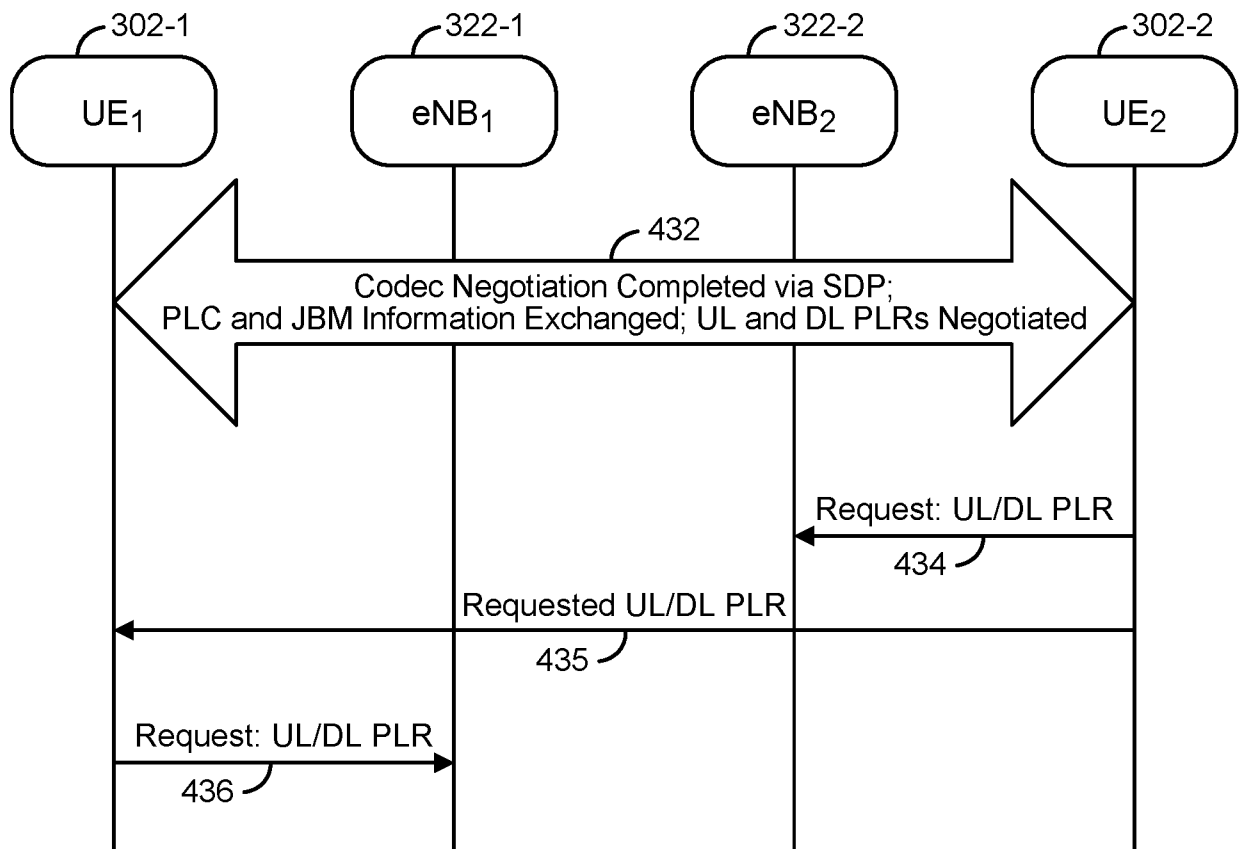 302-1
322-1
322-2
302-2
UE1
eNB1
eNB2
UE2
432
Codec Negotiation Completed via SDP;
PLC and JBM Information Exchanged; UL and DL PLRs Negotiated
Request: UL/DL PLR
434
Requested UL/DL PLR
435
Request: UL/DL PLR
436